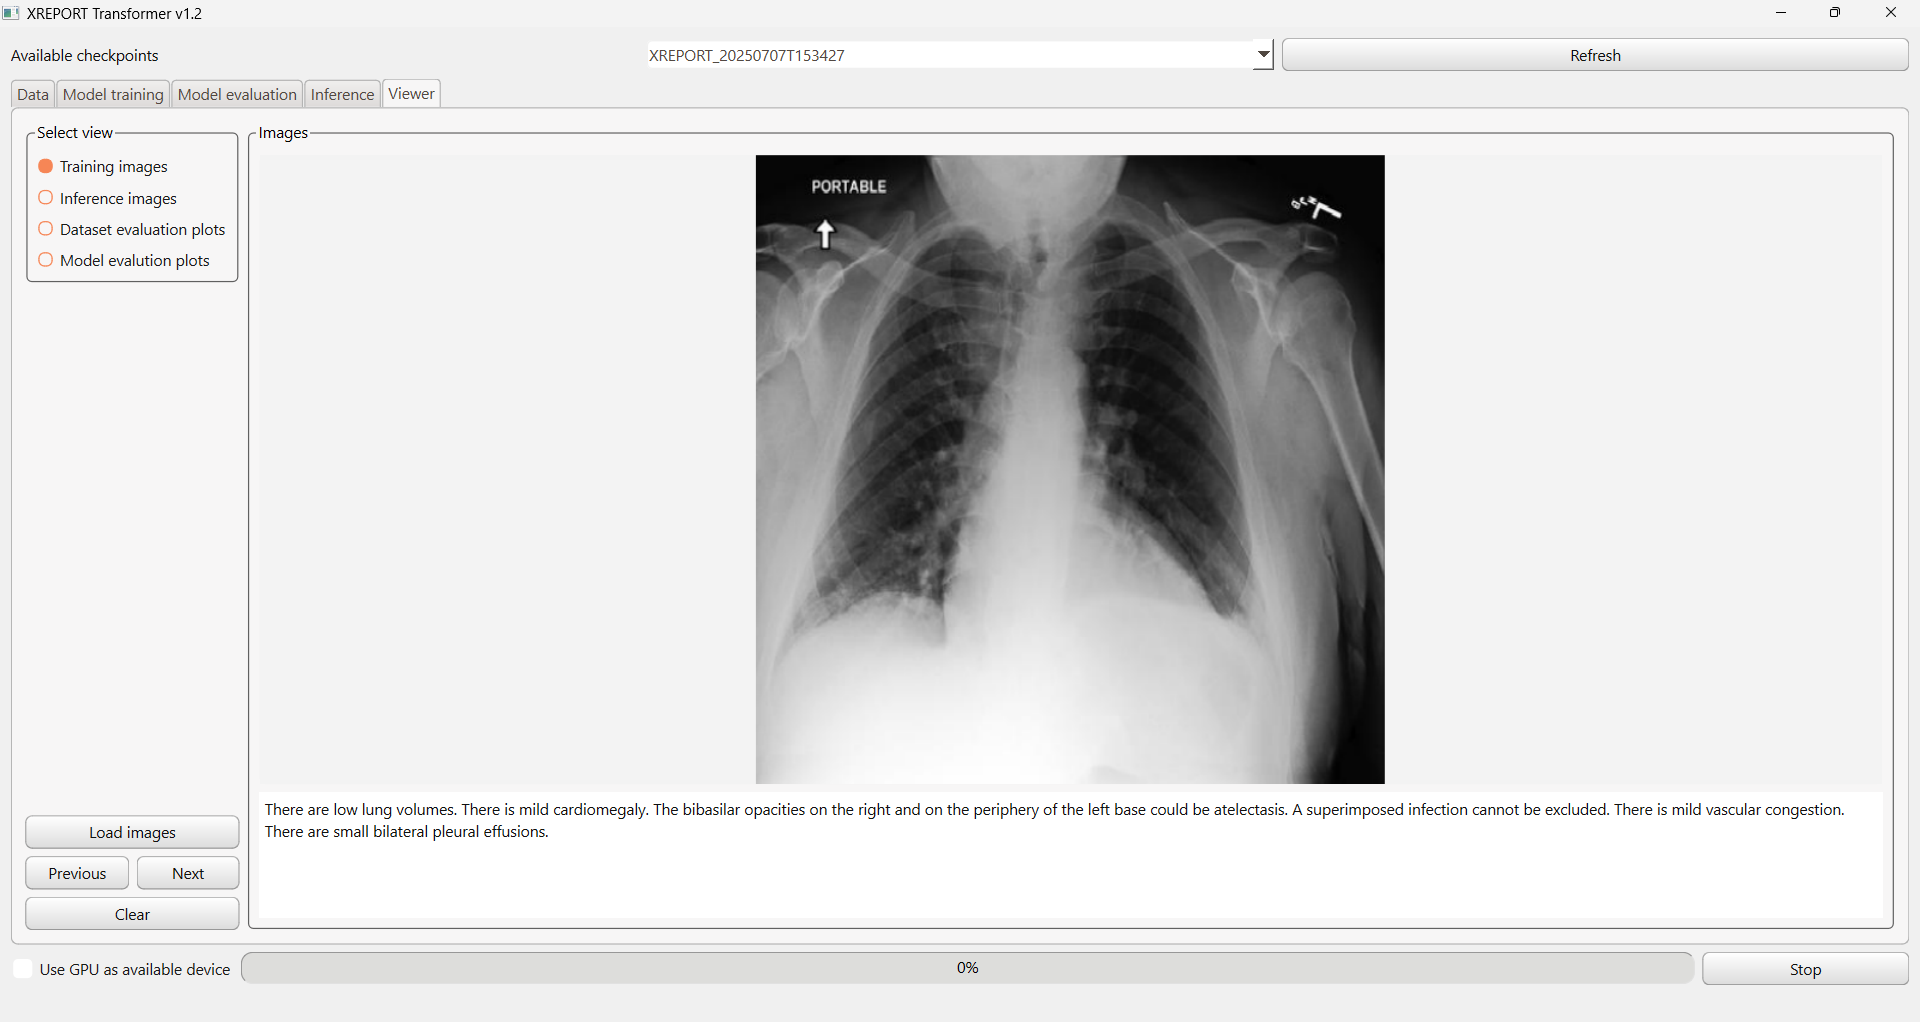 XREPORT Transformer v1.2
Available checkpoints
XREPORT_20250707T153427
Refresh
Data
Model training
Model evaluation
Inference
Viewer
Select view
Training images
Inference images
Dataset evaluation plots
Model evalution plots
Images
PORTABLE
There are low lung volumes. There is mild cardiomegaly. The bibasilar opacities on the right and on the periphery of the left base could be atelectasis. A superimposed infection cannot be excluded. There is mild vascular congestion.
There are small bilateral pleural effusions.
Load images
Previous
Next
Clear
Use GPU as available device
0%
Stop